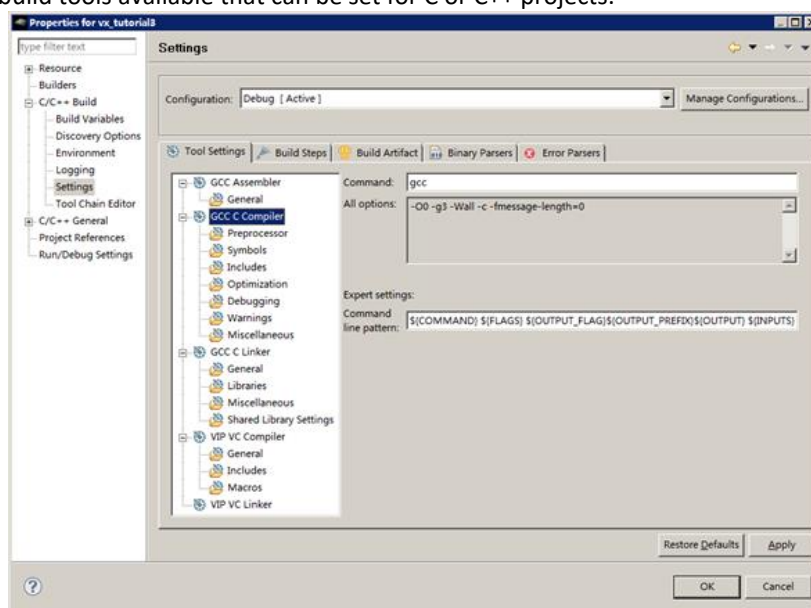 build tools available that can be set for C or C++ projects.
Properties for vx_tutorial3
type filter text
Resource
Builders
C/C++ Build
Build Variables
Discovery Options
Environment
Logging
Settings
Tool Chain Editor
C/C++ General
Project References
Run/Debug Settings
Settings
Configuration: Debug [ Active ]
Manage Configurations...
Tool Settings
Build Steps
Build Artifact
Binary Parsers
Error Parsers
GCC Assembler
General
GCC C Compiler
Preprocessor
Symbols
Includes
Optimization
Debugging
Warnings
Miscellaneous
GCC C Linker
General
Libraries
Miscellaneous
Shared Library Settings
VIP VC Compiler
General
Includes
Macros
VIP VC Linker
Command: gcc
All options: -O0 -g3 -Wall -c -fmessage-length=0
Expert settings:
Command
line pattern: ${COMMAND} ${FLAGS} ${OUTPUT_FLAG}${OUTPUT_PREFIX}${OUTPUT} ${INPUTS}
Restore Defaults
Apply
OK
Cancel